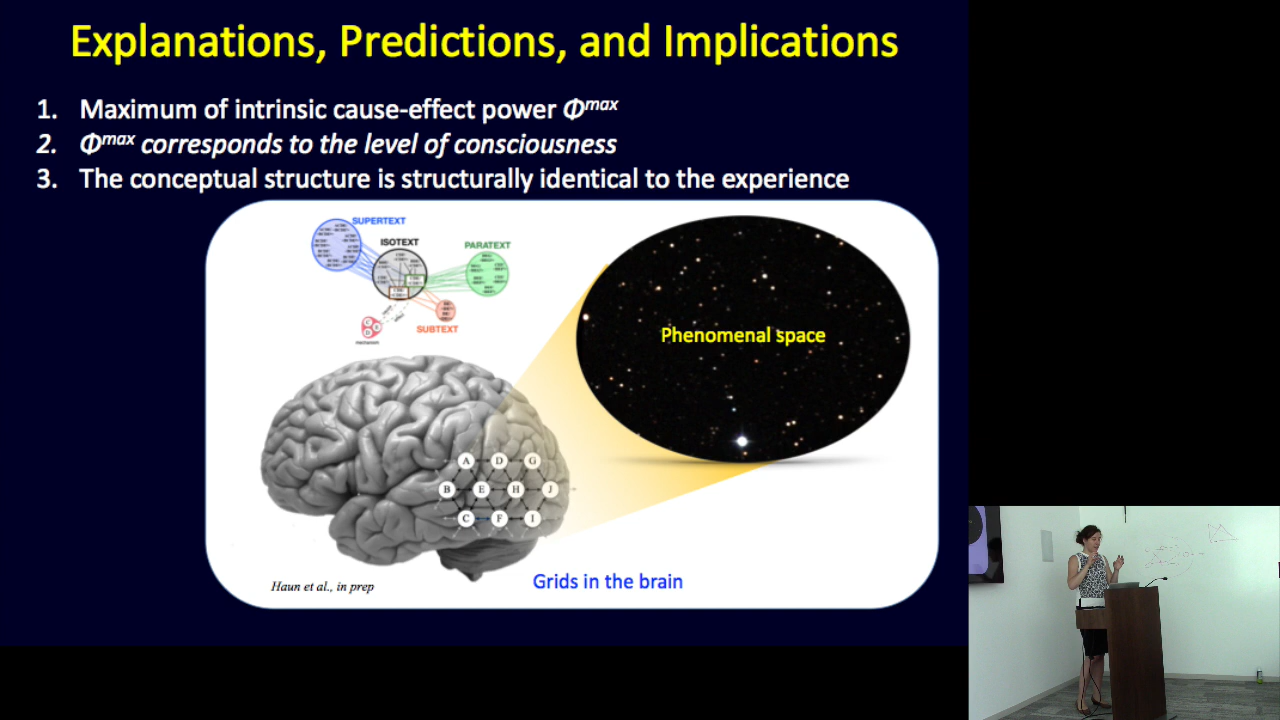 Explanations, Predictions, and Implications
1. Maximum of intrinsic cause-effect power Φmax
2. Φmax corresponds to the level of consciousness
3. The conceptual structure is structurally identical to the experience
SUPERTEXT
ISOTEXT
PARATEXT
SUBTEXT
mechanism
Phenomenal space
A D G
B E H J
C F I
Haun et al., in prep
Grids in the brain